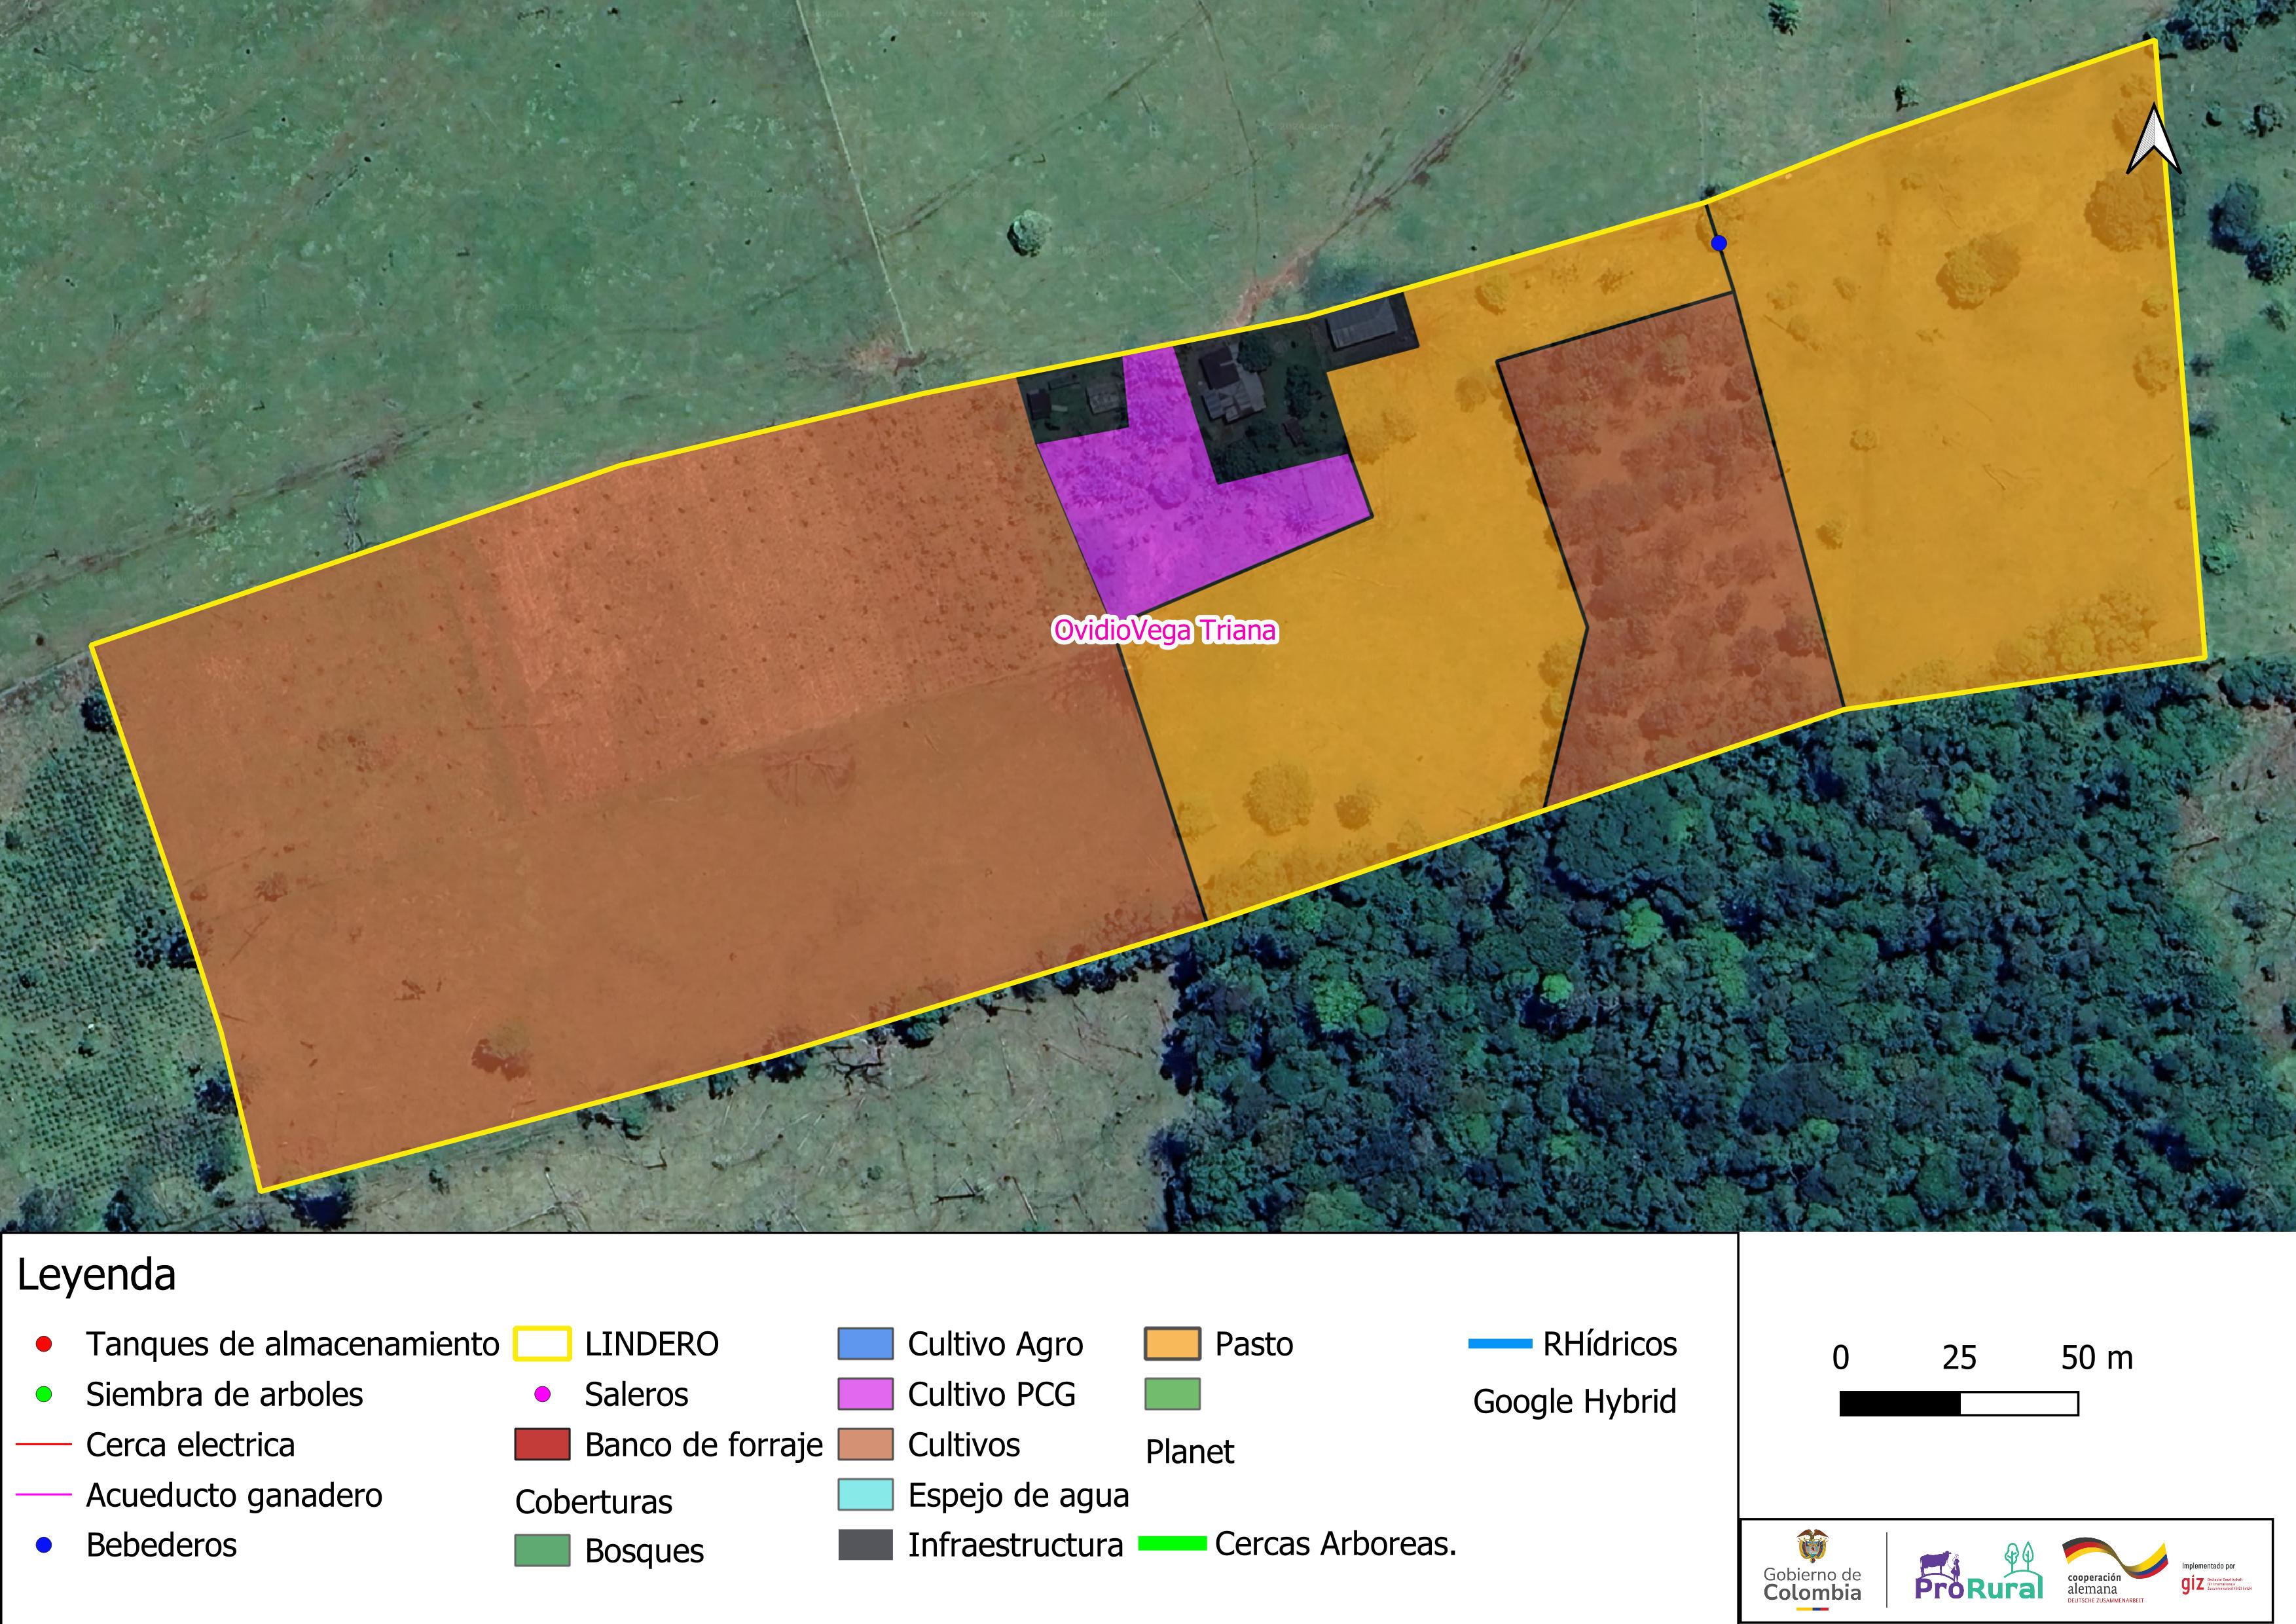 OvidioVega Triana
Leyenda
Tanques de almacenamiento
Siembra de arboles
Cerca electrica
Acueducto ganadero
Bebederos
LINDERO
Saleros
Banco de forraje
Coberturas
Bosques
Cultivo Agro
Cultivo PCG
Cultivos
Espejo de agua
Infraestructura
Pasto
Planet
Cercas Arboreas.
RHídricos
Google Hybrid
0 25 50 m
Gobierno de
Colombia
ProRural
cooperación
alemana
DEUTSCHE ZUSAMMENARBEIT
Implementado por
giz